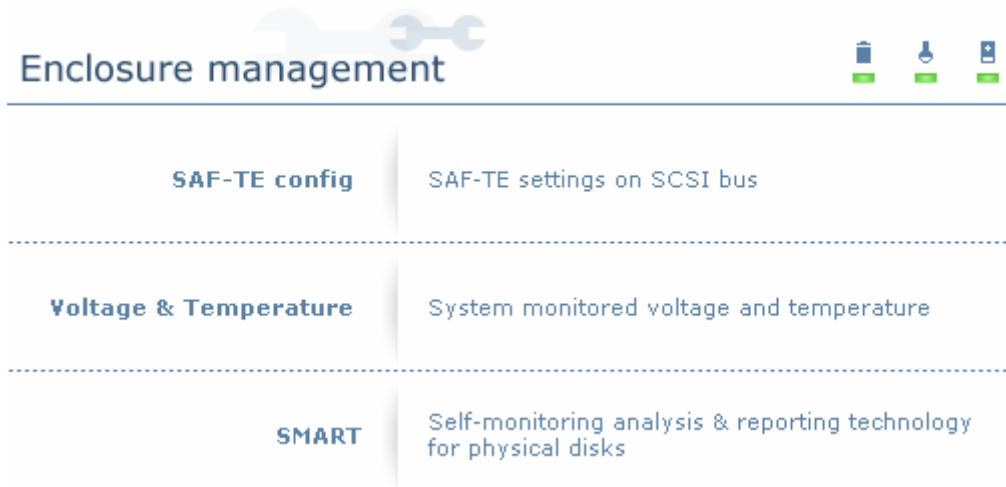 Enclosure management
SAF-TE config
SAF-TE settings on SCSI bus
Voltage & Temperature
System monitored voltage and temperature
SMART
Self-monitoring analysis & reporting technology
for physical disks